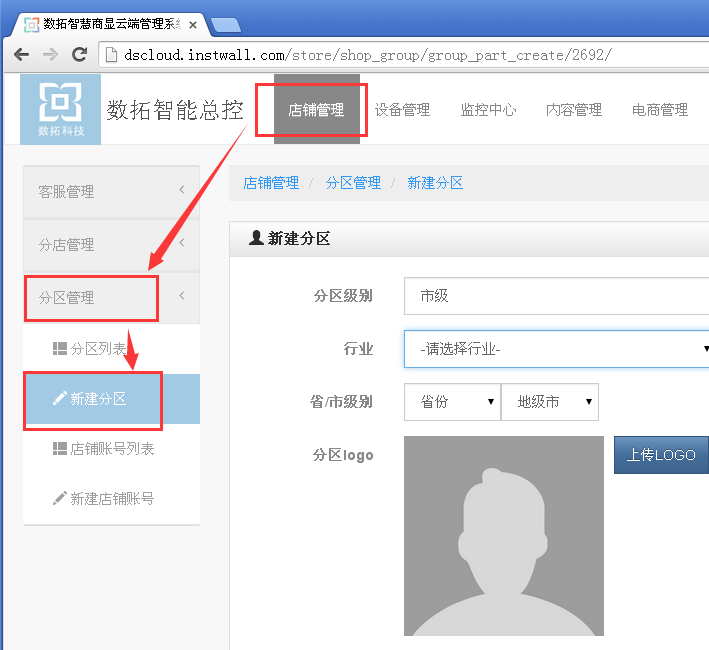 数拓智慧商显云端管理系统
dscloud.instwall.com/store/shop_group/group_part_create/2692/
数拓科技
数拓智能总控
店铺管理 设备管理 监控中心 内容管理 电商管理
客服管理
分店管理
分区管理
分区列表
新建分区
店铺账号列表
新建店铺账号
店铺管理 / 分区管理 / 新建分区
新建分区
分区级别 市级
行业 -请选择行业-
省/市级别 省份 地级市
分区logo 上传LOGO